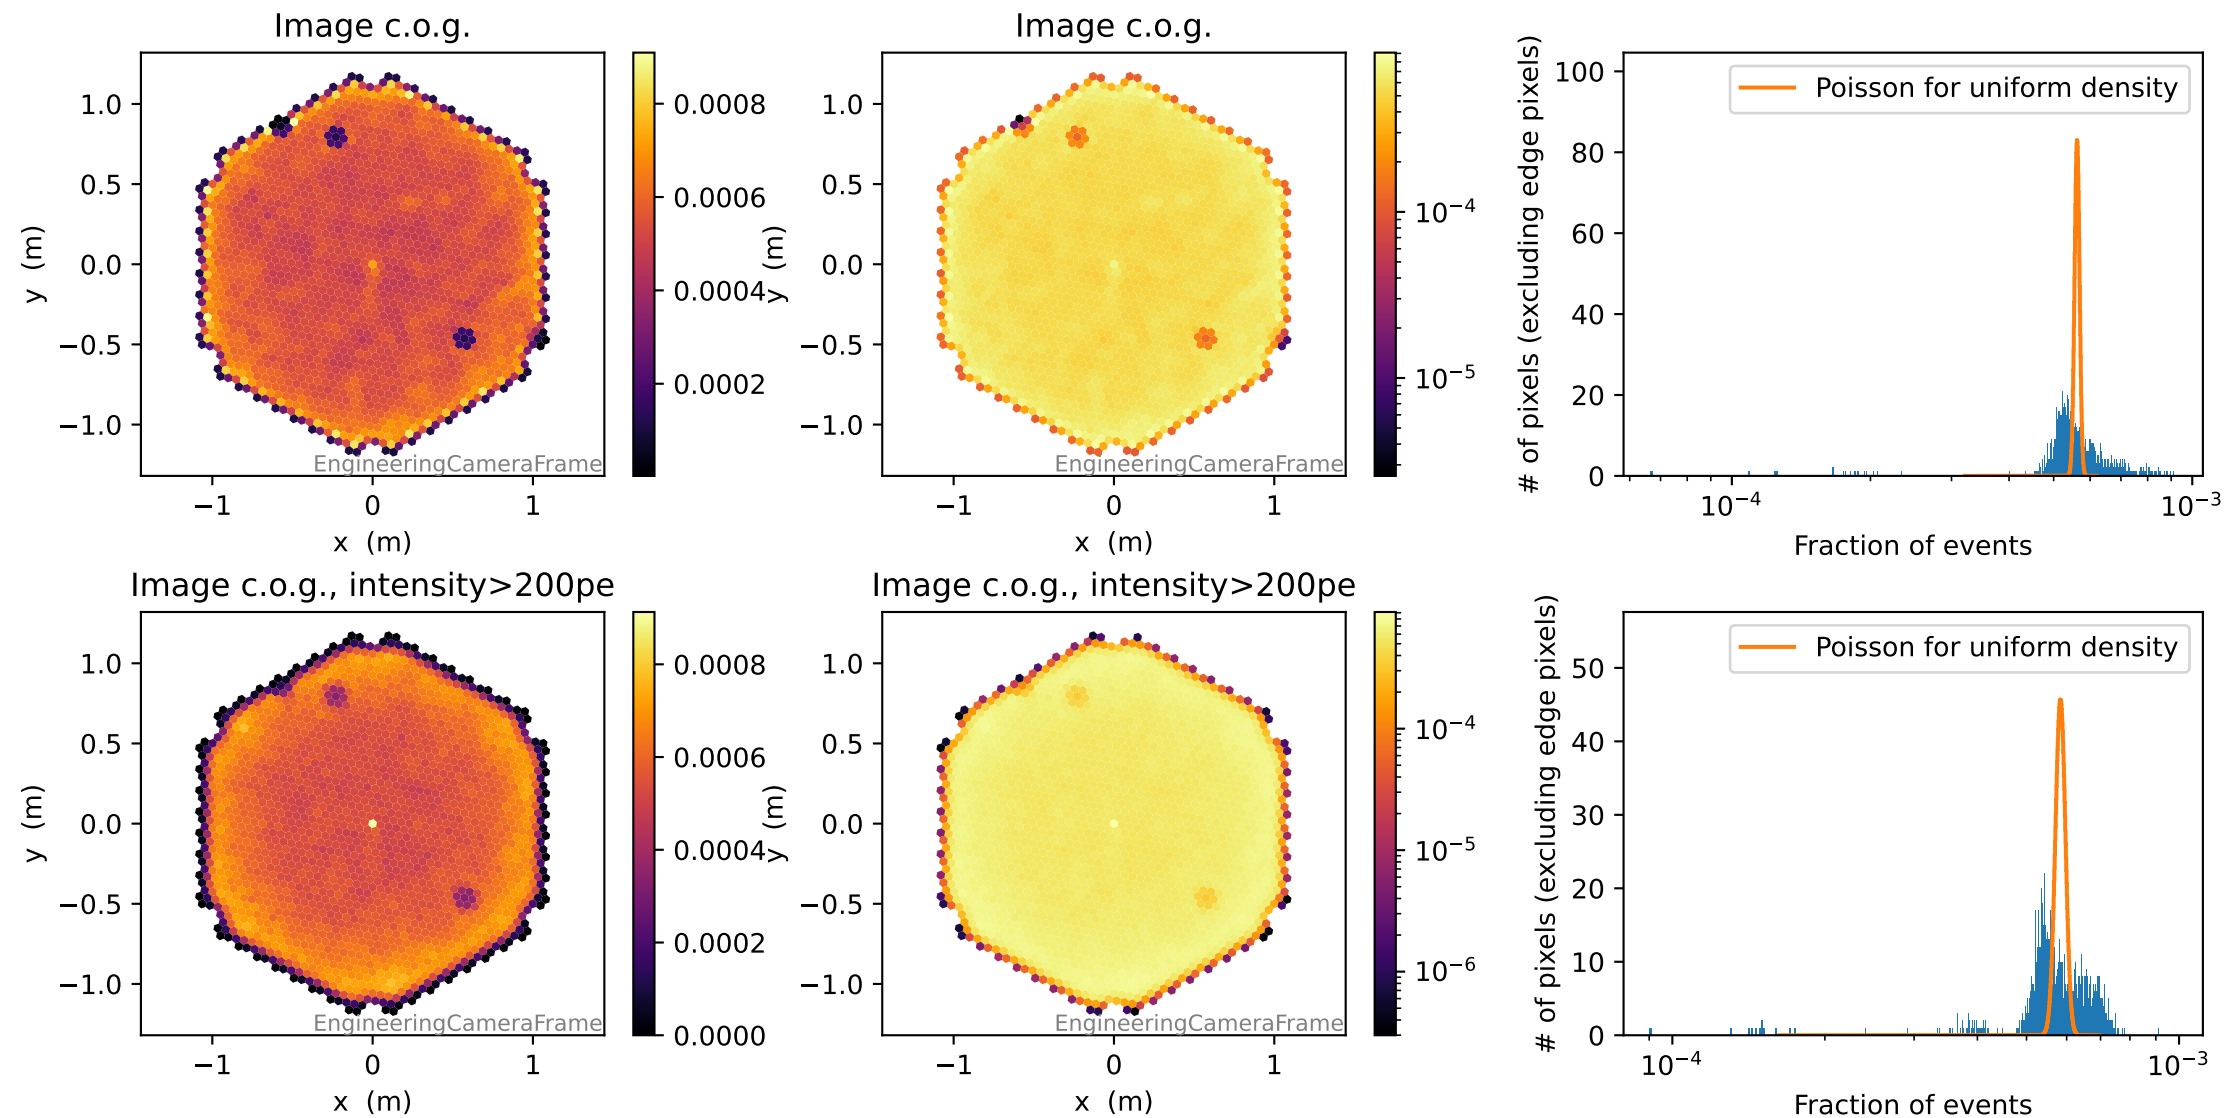 Image c.o.g.
1.0
0.5
0.0
−0.5
−1.0
y (m)
EngineeringCameraFrame
−1 0 1
x (m)
0.0008
0.0006
0.0004
0.0002
Image c.o.g.
1.0
0.5
0.0
−0.5
−1.0
y (m)
EngineeringCameraFrame
−1 0 1
x (m)
10⁻⁴
10⁻⁵
# of pixels (excluding edge pixels)
100
80
60
40
20
0
Poisson for uniform density
10⁻⁴ 10⁻³
Fraction of events
Image c.o.g., intensity>200pe
1.0
0.5
0.0
−0.5
−1.0
y (m)
EngineeringCameraFrame
−1 0 1
x (m)
0.0008
0.0006
0.0004
0.0002
0.0000
Image c.o.g., intensity>200pe
1.0
0.5
0.0
−0.5
−1.0
y (m)
EngineeringCameraFrame
−1 0 1
x (m)
10⁻⁴
10⁻⁵
10⁻⁶
# of pixels (excluding edge pixels)
50
40
30
20
10
0
Poisson for uniform density
10⁻⁴ 10⁻³
Fraction of events